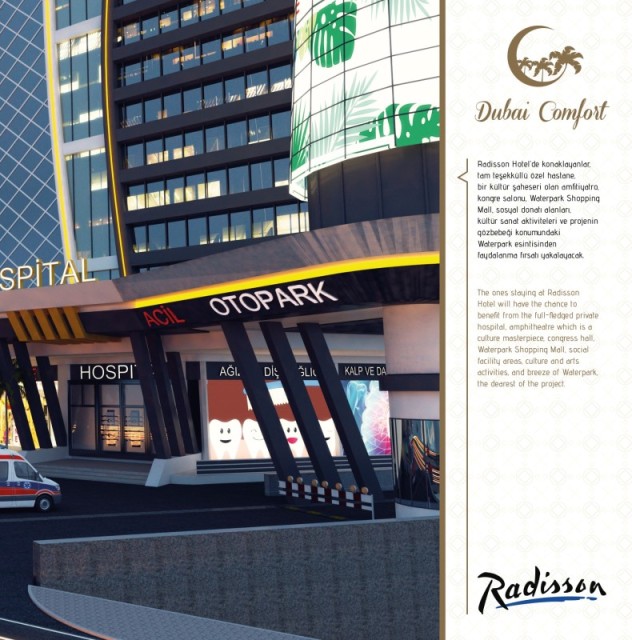 Dubai Comfort
Radisson Hotel'de konaklayanlar,
tam teşekküllü özel hastane,
bir kültür şaheseri olan amfitiyatro,
kongre salonu, Waterpark Shopping
Mall, sosyal donatı alanları,
kültür sanat aktiviteleri ve projenin
gözbebeği konumundaki
Waterpark esintisinden
faydalanma fırsatı yakalayacak.
The ones staying at Radisson
Hotel will have the chance to
benefit from the full-fledged private
hospital, amphitheatre which is a
culture masterpiece, congress hall,
Waterpark Shopping Mall, social
facility areas, culture and arts
activities, and breeze of Waterpark,
the dearest of the project.
Radisson
SPİTAL
ACİL OTOPARK
HOSPIT
KALP VE DA